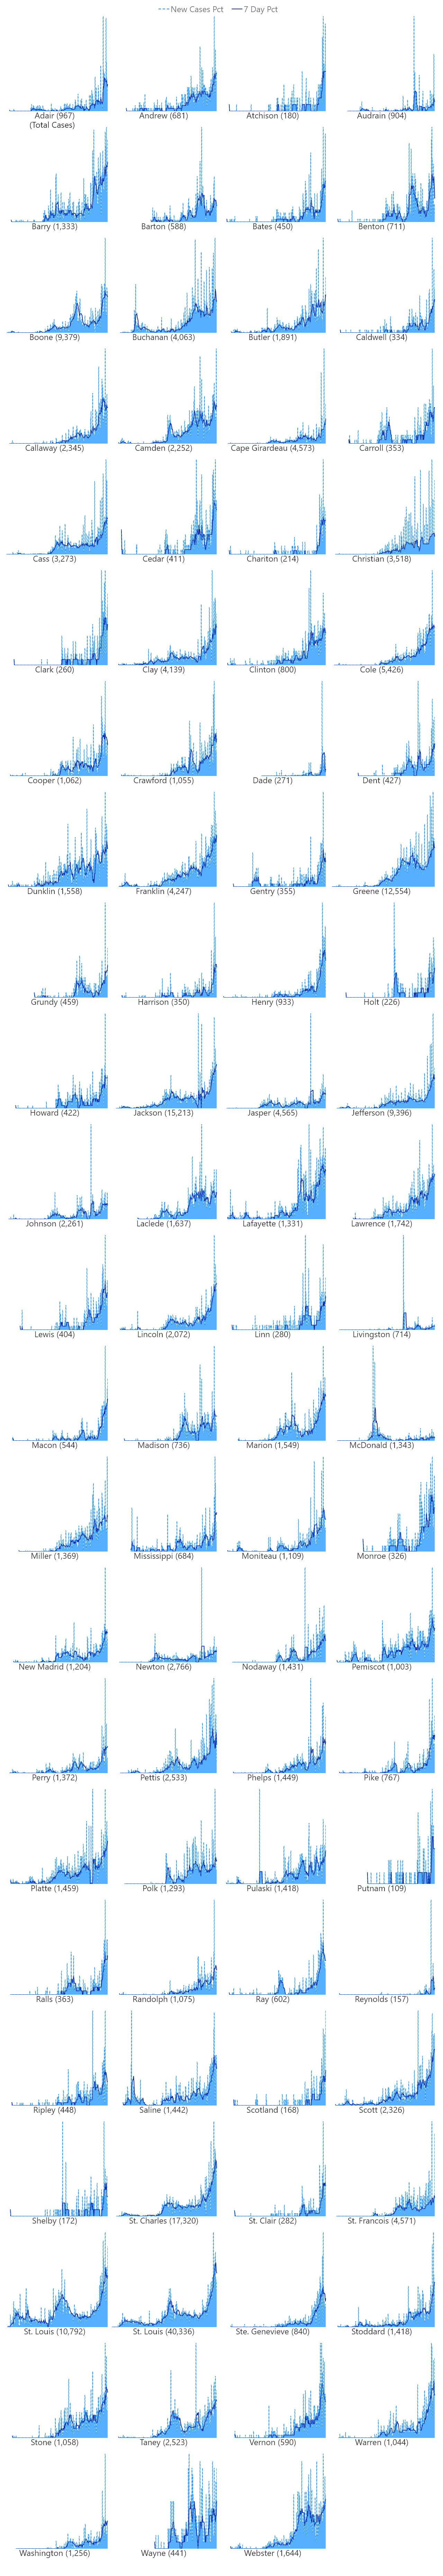 New Cases Pct 7 Day Pct
Adair (967) Andrew (681) Atchison (180) Audrain (904)
(Total Cases)
Barry (1,333) Barton (588) Bates (450) Benton (711)
Boone (9,379) Buchanan (4,063) Butler (1,891) Caldwell (334)
Callaway (2,345) Camden (2,252) Cape Girardeau (4,573) Carroll (353)
Cass (3,273) Cedar (411) Chariton (214) Christian (3,518)
Clark (260) Clay (4,139) Clinton (800) Cole (5,426)
Cooper (1,062) Crawford (1,055) Dade (271) Dent (427)
Dunklin (1,558) Franklin (4,247) Gentry (355) Greene (12,554)
Grundy (459) Harrison (350) Henry (933) Holt (226)
Howard (422) Jackson (15,213) Jasper (4,565) Jefferson (9,396)
Johnson (2,261) Laclede (1,637) Lafayette (1,331) Lawrence (1,742)
Lewis (404) Lincoln (2,072) Linn (280) Livingston (714)
Macon (544) Madison (736) Marion (1,549) McDonald (1,343)
Miller (1,369) Mississippi (684) Moniteau (1,109) Monroe (326)
New Madrid (1,204) Newton (2,766) Nodaway (1,431) Pemiscot (1,003)
Perry (1,372) Pettis (2,533) Phelps (1,449) Pike (767)
Platte (1,459) Polk (1,293) Pulaski (1,418) Putnam (109)
Ralls (363) Randolph (1,075) Ray (602) Reynolds (157)
Ripley (448) Saline (1,442) Scotland (168) Scott (2,326)
Shelby (172) St. Charles (17,320) St. Clair (282) St. Francois (4,571)
St. Louis (10,792) St. Louis (40,336) Ste. Genevieve (840) Stoddard (1,418)
Stone (1,058) Taney (2,523) Vernon (590) Warren (1,044)
Washington (1,256) Wayne (441) Webster (1,644)